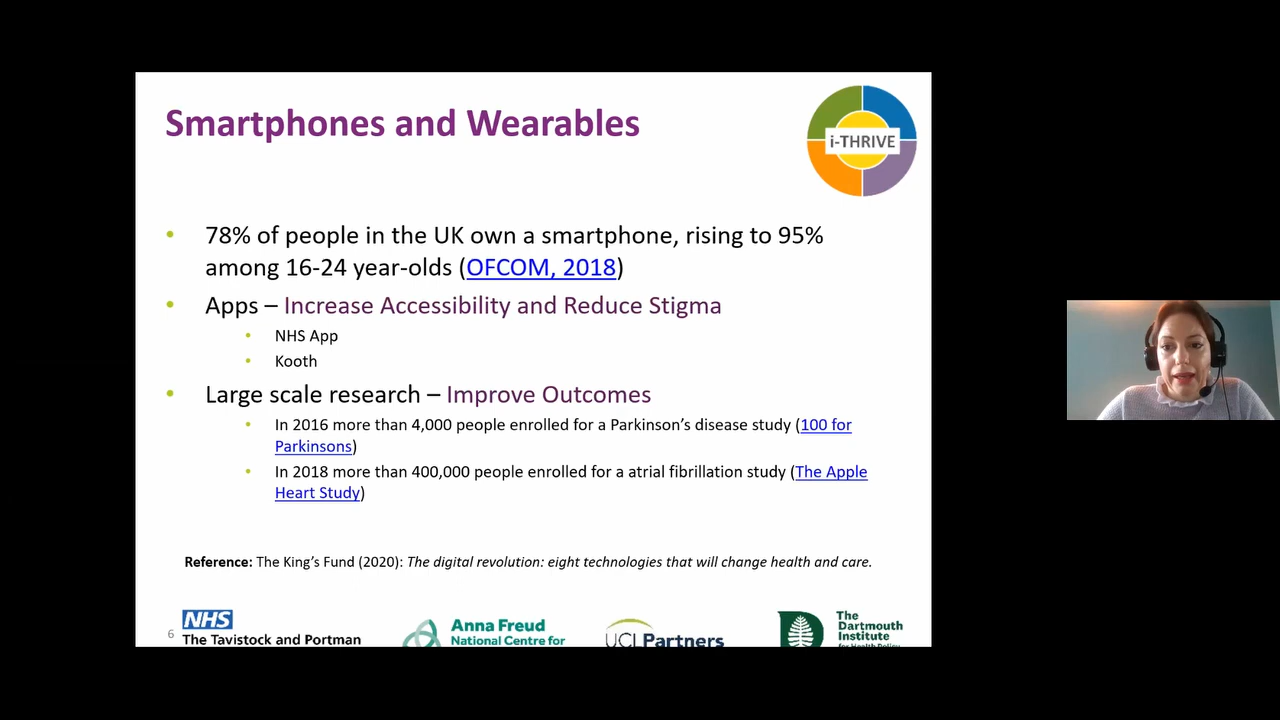 Smartphones and Wearables
i-THRIVE
• 78% of people in the UK own a smartphone, rising to 95%
among 16-24 year-olds (OFCOM, 2018)
• Apps – Increase Accessibility and Reduce Stigma
• NHS App
• Kooth
• Large scale research – Improve Outcomes
• In 2016 more than 4,000 people enrolled for a Parkinson's disease study (100 for
Parkinsons)
• In 2018 more than 400,000 people enrolled for a atrial fibrillation study (The Apple
Heart Study)
Reference: The King's Fund (2020): The digital revolution: eight technologies that will change health and care.
6
NHS
The Tavistock and Portman
Anna Freud
National Centre for
UCLPartners
The
Dartmouth
Institute
for Health Policy